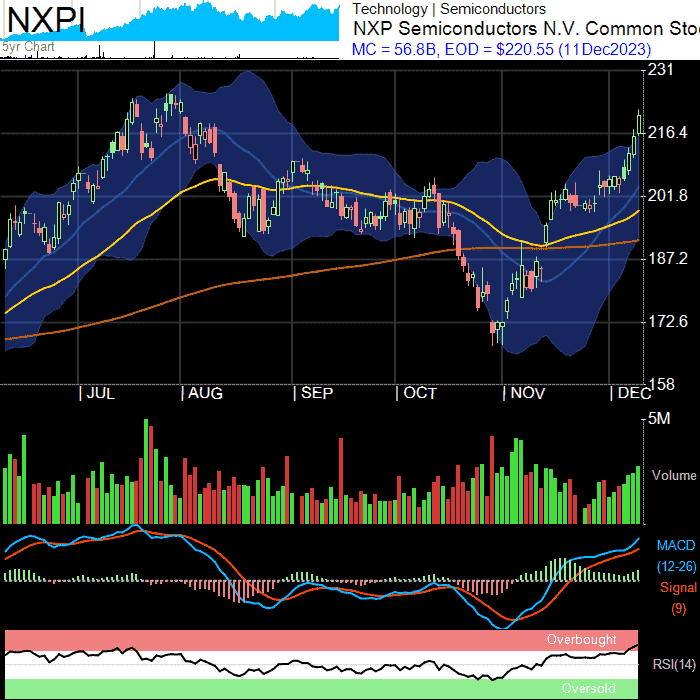 NXPI
5yr Chart
Technology | Semiconductors
NXP Semiconductors N.V. Common Sto
MC = 56.8B, EOD = $220.55 (11Dec2023)
231
216.4
201.8
187.2
172.6
158
| JUL | AUG | SEP | OCT | NOV | DEC
5M
Volume
MACD
(12-26)
Signal
(9)
Overbought
RSI(14)
Oversold